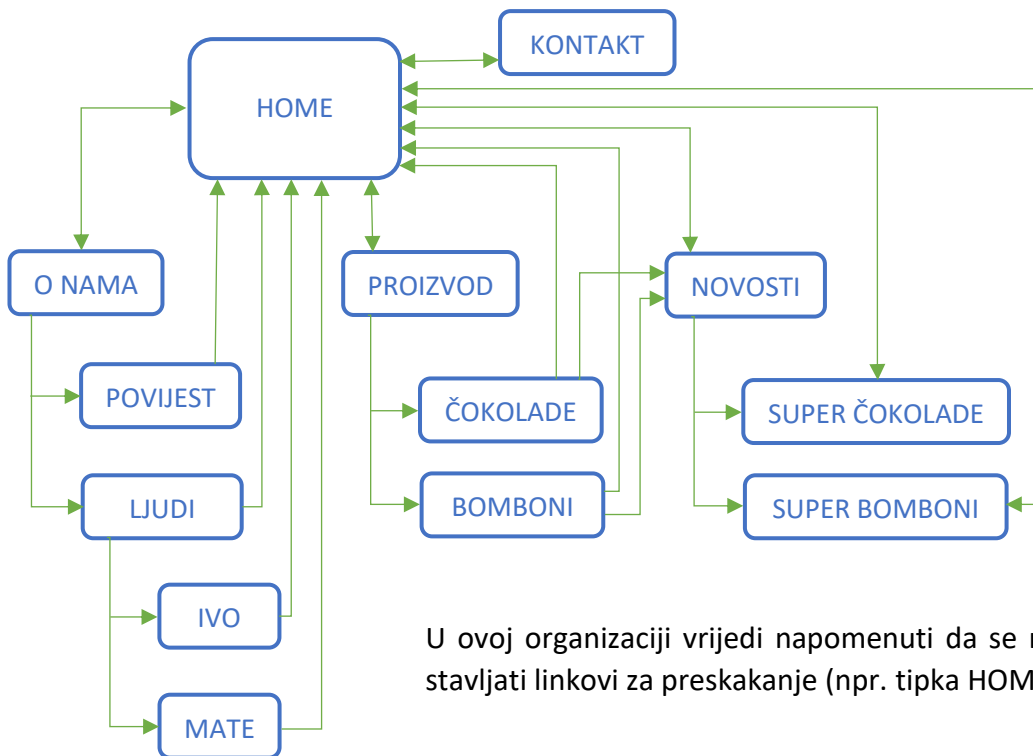 KONTAKT
HOME
O NAMA
PROIZVOD
NOVOSTI
POVIJEST
ČOKOLADE
SUPER ČOKOLADE
LJUDI
BOMBONI
SUPER BOMBONI
IVO
U ovoj organizaciji vrijedi napomenuti da se
stavljati linkovi za preskakanje (npr. tipka
MATE